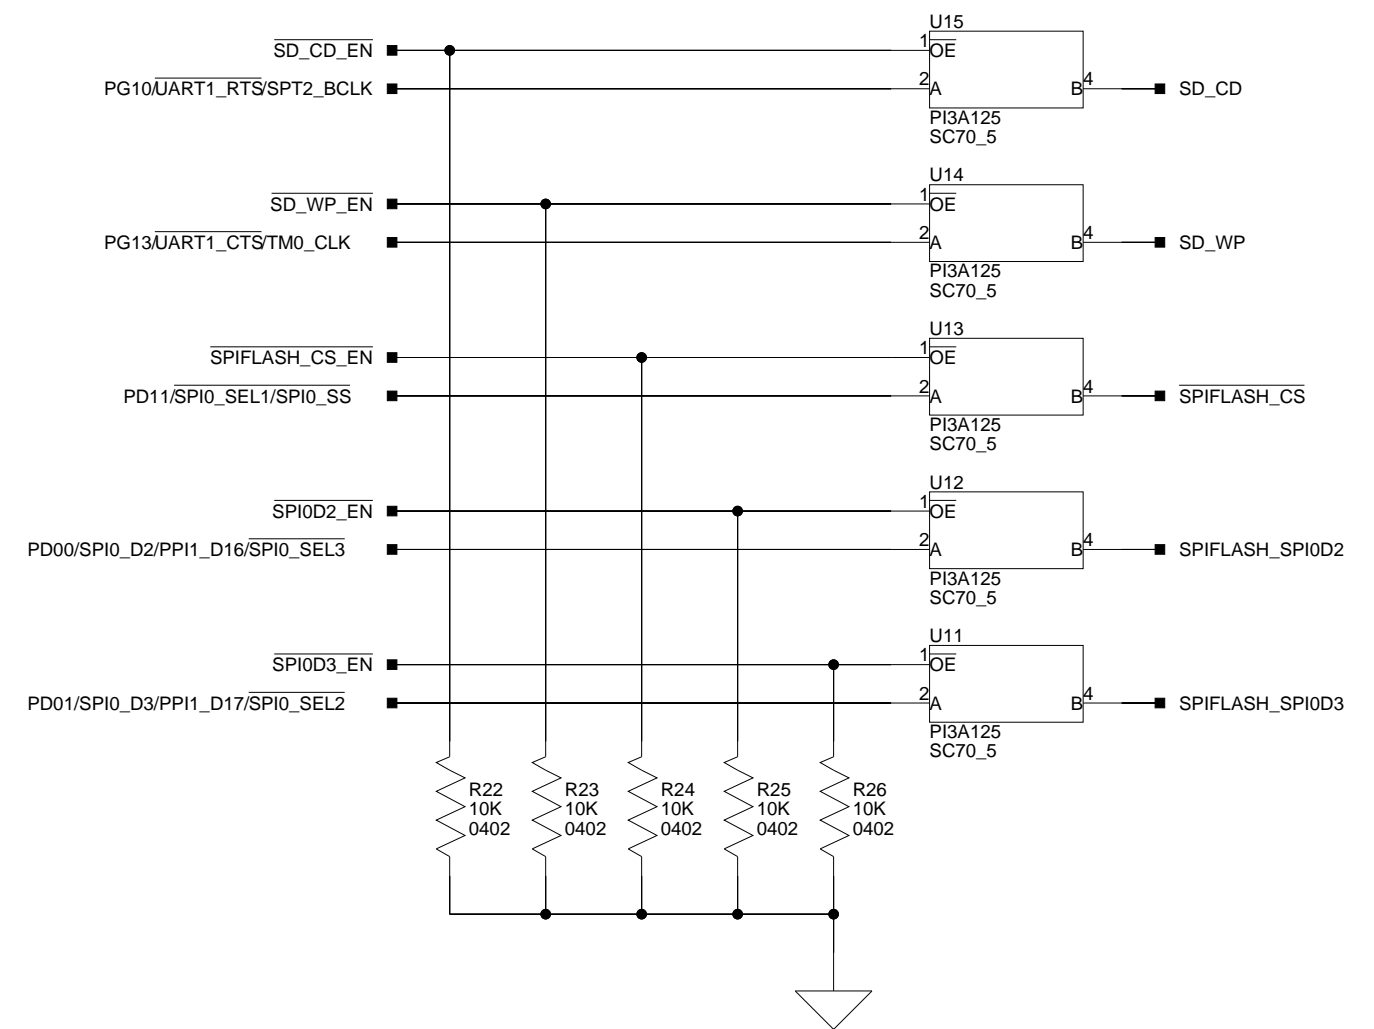 U15
SD_CD_EN 1 OE
PG10/UART1_RTS/SPT2_BCLK 2 A B 4 SD_CD
PI3A125
SC70_5
U14
SD_WP_EN 1 OE
PG13/UART1_CTS/TM0_CLK 2 A B 4 SD_WP
PI3A125
SC70_5
U13
SPIFLASH_CS_EN 1 OE
PD11/SPI0_SEL1/SPI0_SS 2 A B 4 SPIFLASH_CS
PI3A125
SC70_5
U12
SPI0D2_EN 1 OE
PD00/SPI0_D2/PPI1_D16/SPI0_SEL3 2 A B 4 SPIFLASH_SPI0D2
PI3A125
SC70_5
U11
SPI0D3_EN 1 OE
PD01/SPI0_D3/PPI1_D17/SPI0_SEL2 2 A B 4 SPIFLASH_SPI0D3
PI3A125
SC70_5
R22 R23 R24 R25 R26
10K 10K 10K 10K 10K
0402 0402 0402 0402 0402